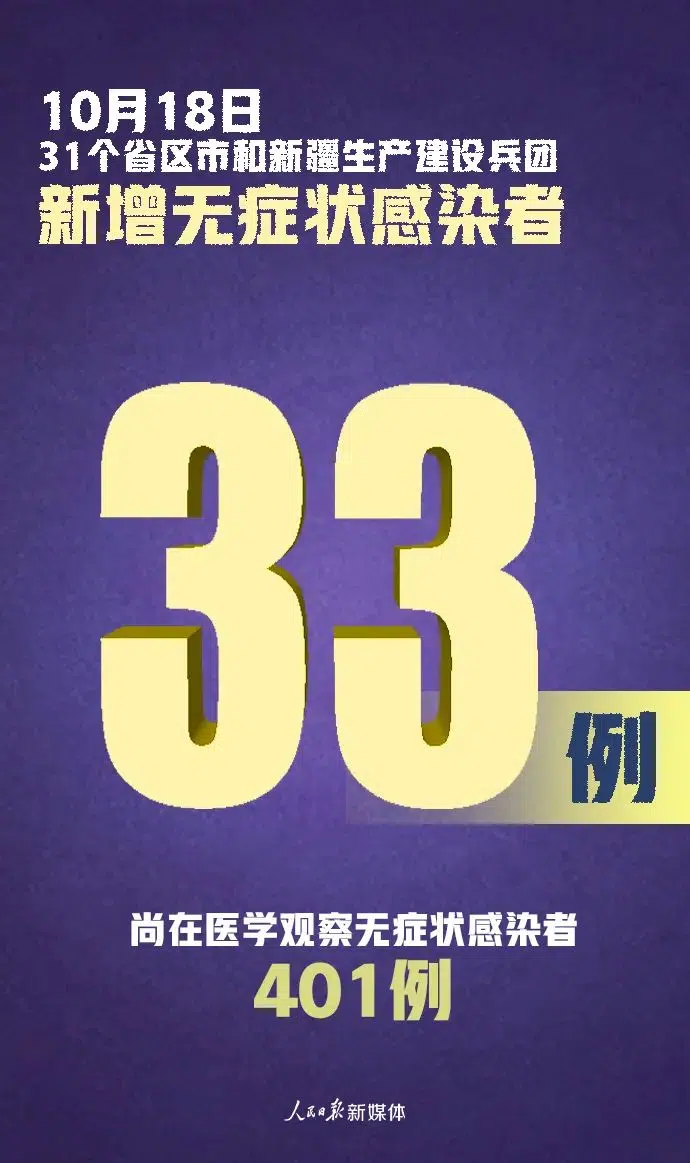 10月18日
31个省区市和新疆生产建设兵团
新增无症状感染者
33
例
尚在医学观察无症状感染者
401例
人民日报新媒体